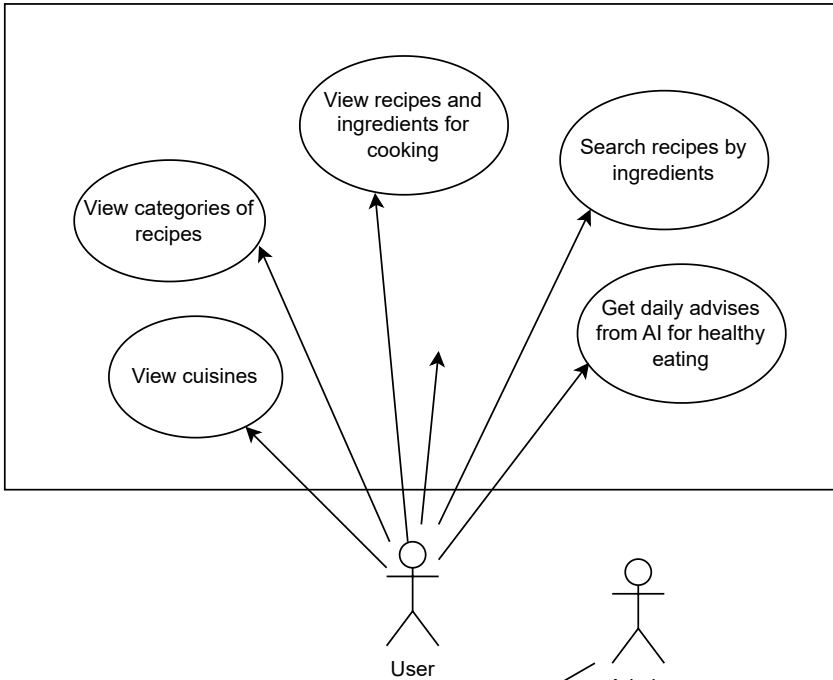 View recipes and
ingredients for
cooking
Search recipes by
ingredients
View categories of
recipes
Get daily advises
from AI for healthy
eating
View cuisines
User